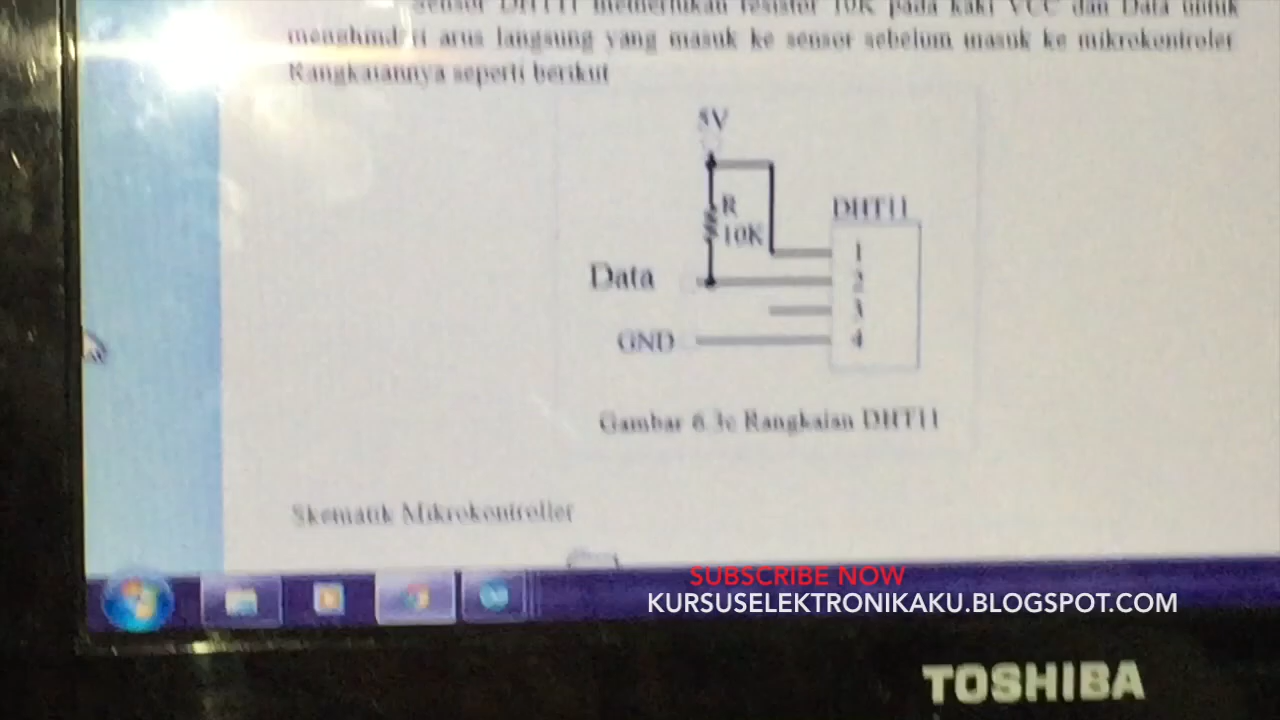 Sensor DHT11 memerlukan resistor 10K pada kaki VCC dan Data untuk
menghindari arus langsung yang masuk ke sensor sebelum masuk ke mikrokontroler
Rangkaiannya seperti berikut
5V
R
10K
DHT11
1
Data
2
3
GND
4
Gambar 6.3c Rangkaian DHT11
Skematik Mikrokontroller
SUBSCRIBE NOW
KURSUSELEKTRONIKAKU.BLOGSPOT.COM
TOSHIBA